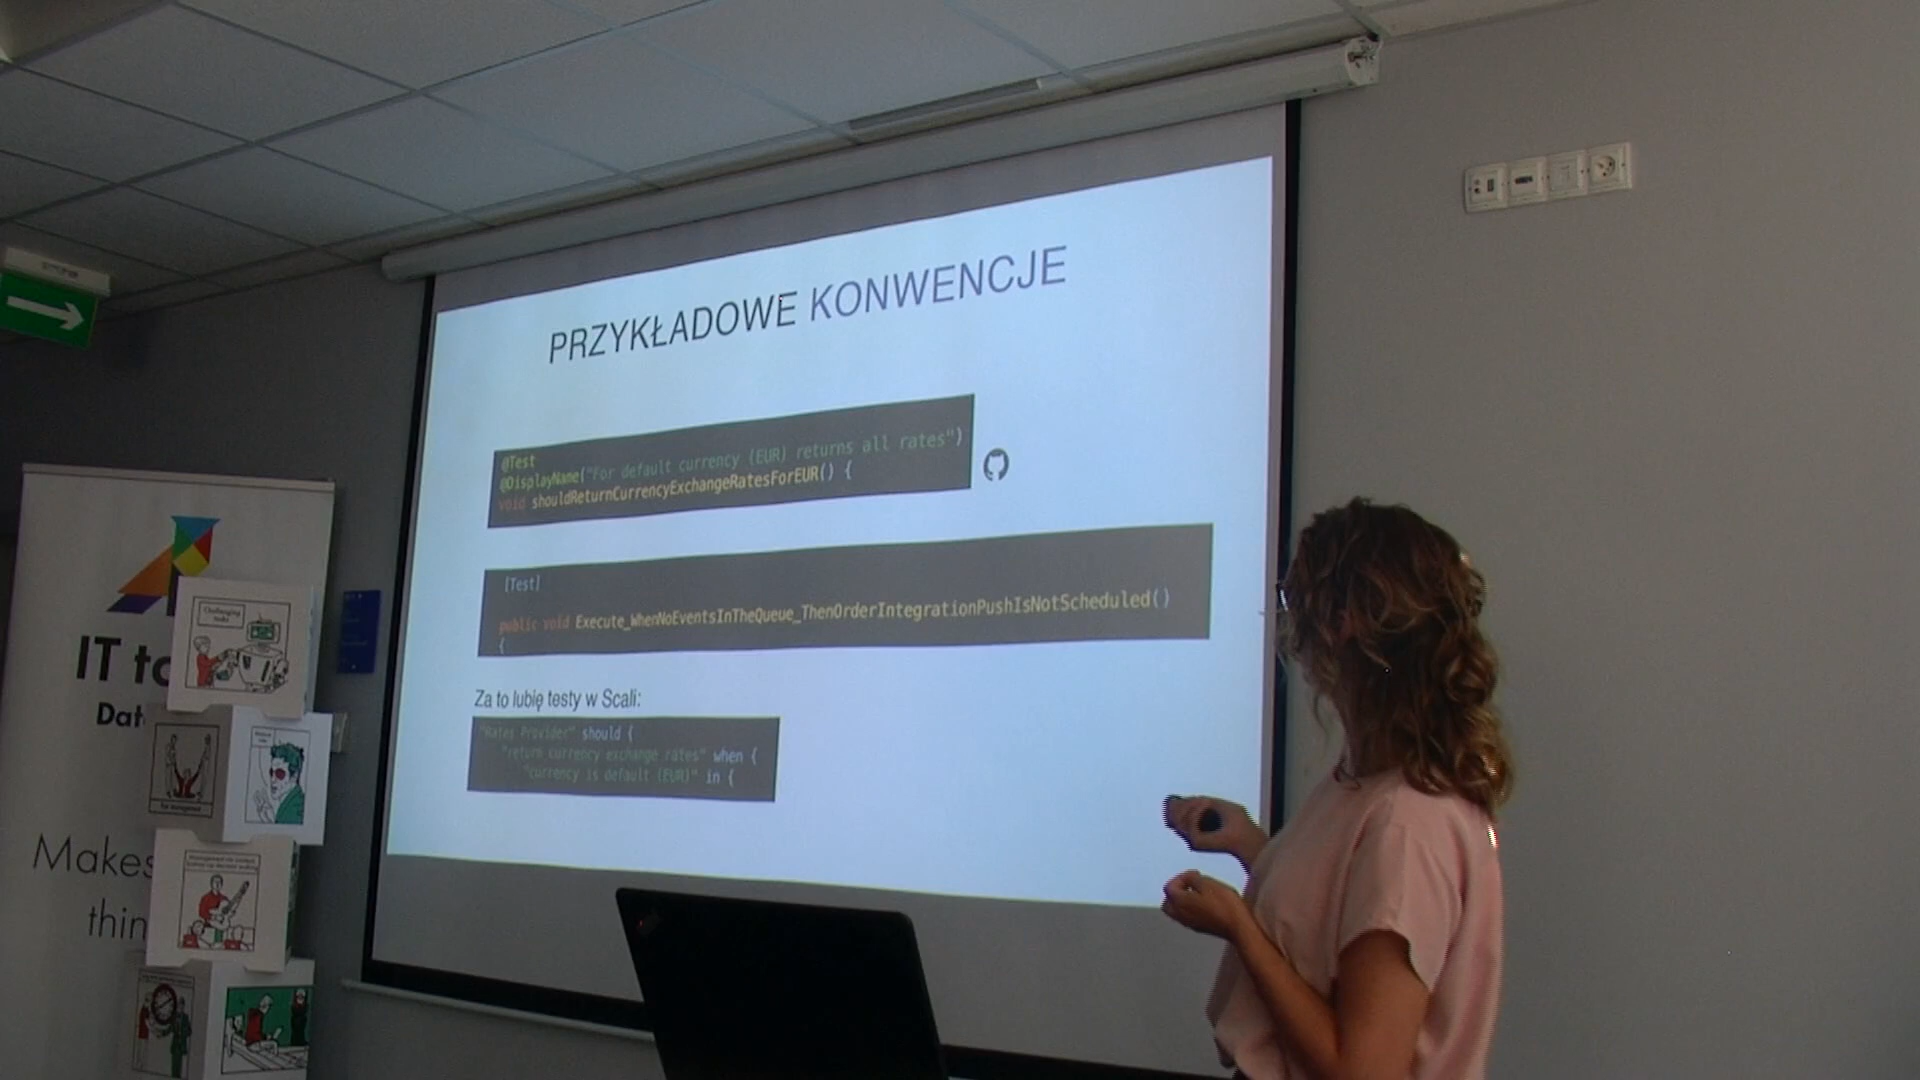 PRZYKŁADOWE KONWENCJE
@Test
@DisplayName("For default currency (EUR) returns all rates")
void shouldReturnCurrencyExchangeRatesForEUR() {
[Test]
public void Execute_WhenNoEventsInTheQueue_ThenOrderIntegrationPushIsNotScheduled()
{
Za to lubię testy w Scali:
"Rates Provider" should {
"return currency exchange rates" when {
"currency is default (EUR)" in {
IT
Makes
Challenging